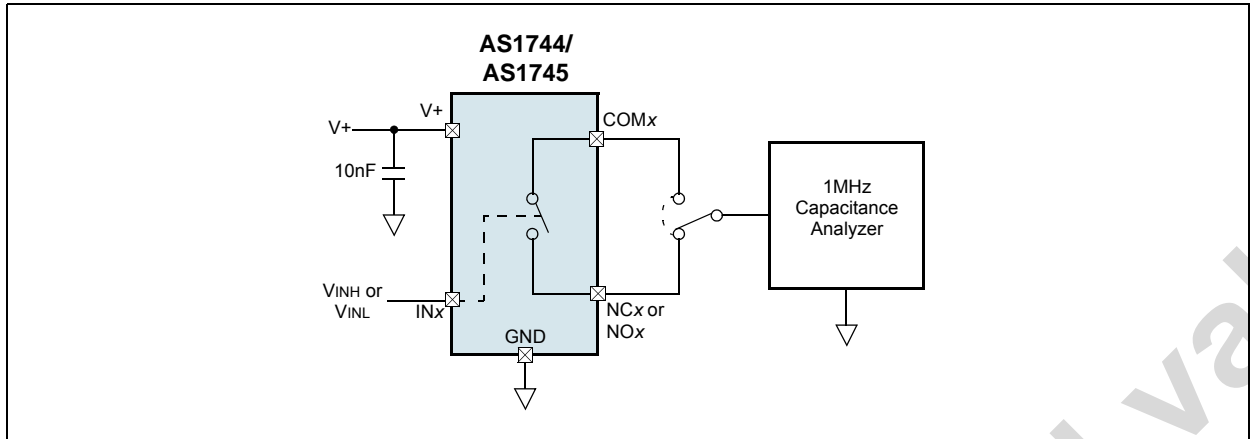 AS1744/
AS1745
V+
V+
COMx
10nF
1MHz
Capacitance
Analyzer
VINH or
VINL
INx
NCx or
NOx
GND